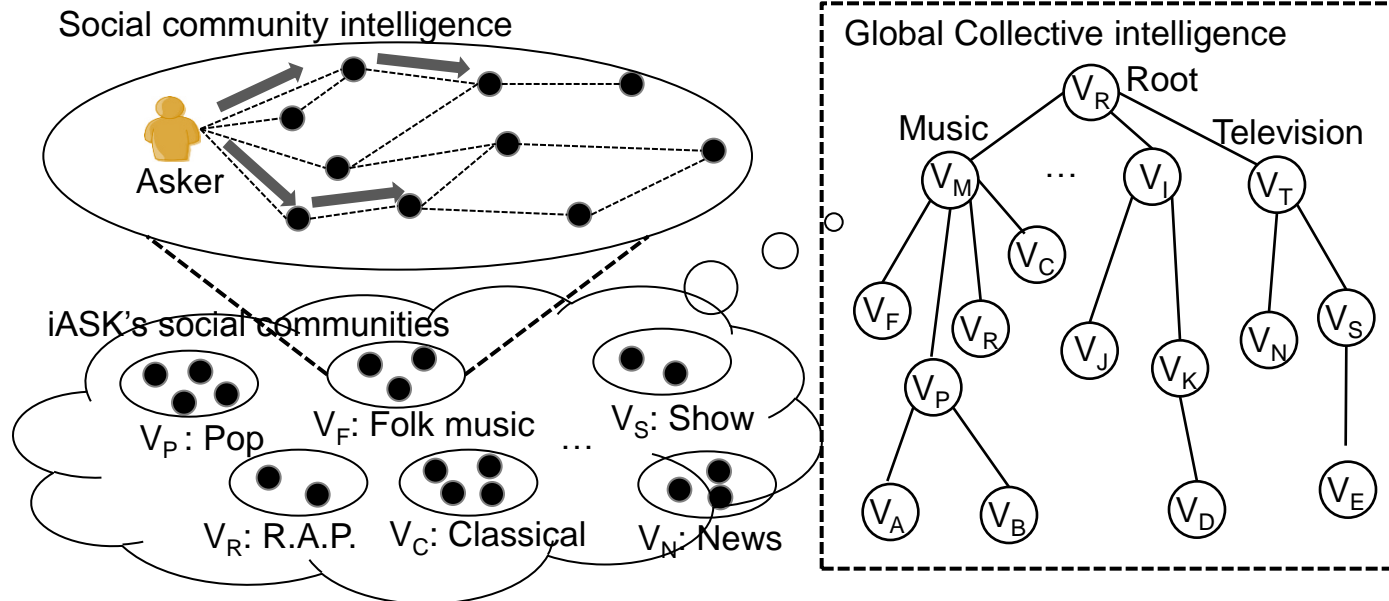 Social community intelligence
Asker
iASK's social communities
V_P: Pop
V_F: Folk music
V_S: Show
...
V_R: R.A.P.
V_C: Classical
V_N: News
Global Collective intelligence
V_R Root
Music
Television
V_M
...
V_I
V_T
V_C
V_F
V_R
V_J
V_N
V_S
V_P
V_K
V_A
V_B
V_D
V_E